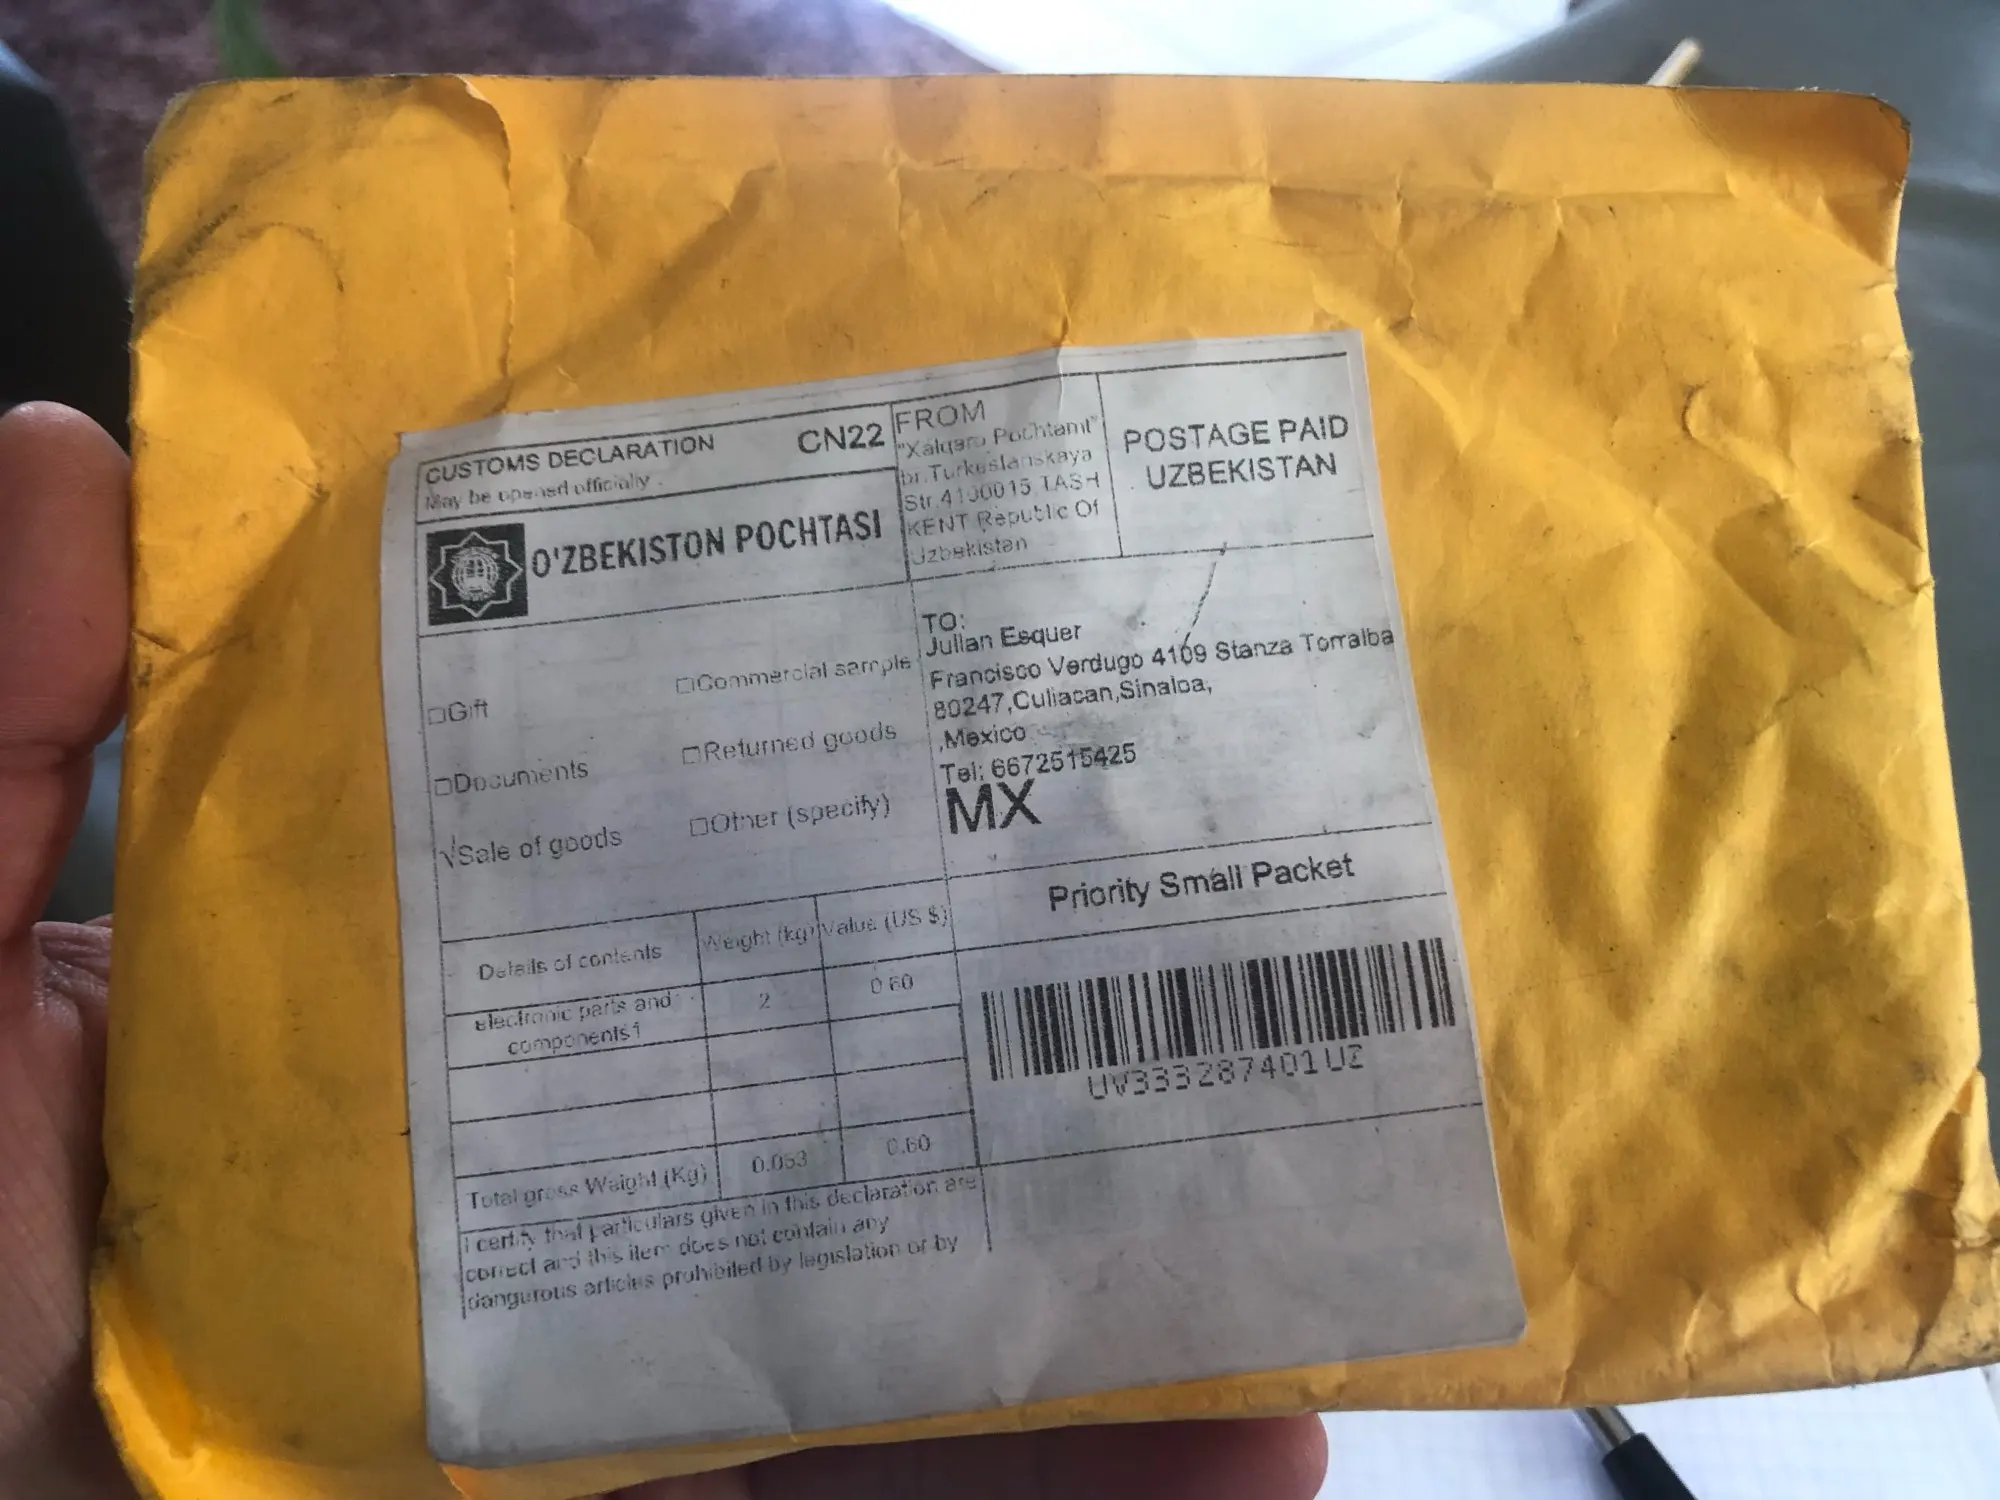 CUSTOMS DECLARATION CN22
May be opened officially
O'ZBEKISTON POCHTASI
FROM
"Xalqaro Pochtamt"
br.Turkestanskaya
Str.4100015,TASH
KENT Republic Of
Uzbekistan
POSTAGE PAID
UZBEKISTAN
□Gift □Commercial sample
□Documents □Returned goods
√Sale of goods □Other (specify)
TO:
Julian Esquer
Francisco Verdugo 4109 Stanza Torralba
80247,Culiacan,Sinaloa,
,Mexico
Tel: 6672515425
MX
Priority Small Packet
Details of contents Weight (kg) Value (US $)
electronic parts and 2 0.60
components1
Total gross Weight (Kg) 0.60
I certify that particulars given in this declaration are
correct and this item does not contain any
dangurous articles prohibited by legislation or by
UV333287401UZ